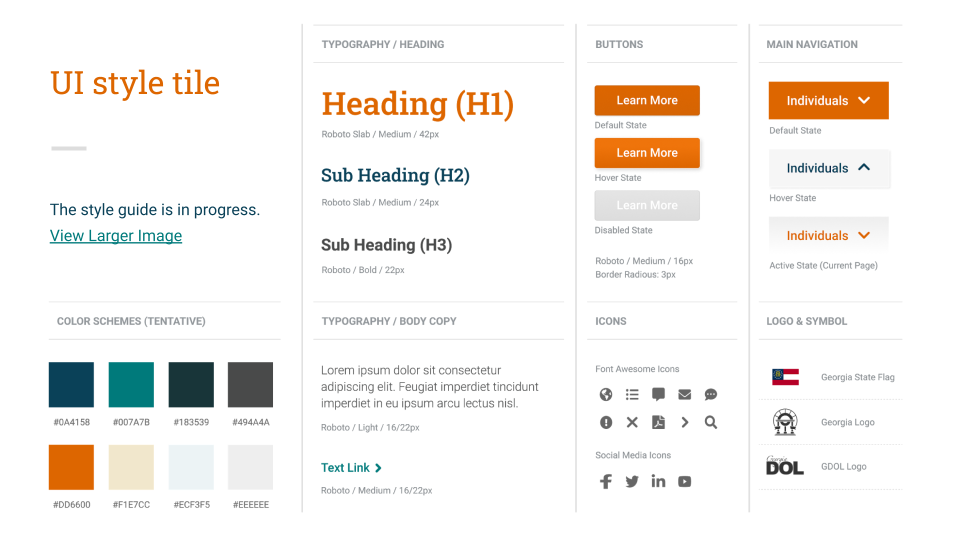 UI style tile
The style guide is in progress.
View Larger Image
TYPOGRAPHY / HEADING
Heading (H1)
Roboto Slab / Medium / 42px
Sub Heading (H2)
Roboto Slab / Medium / 24px
Sub Heading (H3)
Roboto / Bold / 22px
BUTTONS
Learn More
Default State
Learn More
Hover State
Learn More
Disabled State
Roboto / Medium / 16px
Border Radious: 3px
MAIN NAVIGATION
Individuals
Default State
Individuals
Hover State
Individuals
Active State (Current Page)
COLOR SCHEMES (TENTATIVE)
#0A4158
#007A7B
#183539
#494A4A
#DD6600
#F1E7CC
#ECF3F5
#EEEEEE
TYPOGRAPHY / BODY COPY
Lorem ipsum dolor sit consectetur
adipiscing elit. Feugiat imperdiet tincidunt
imperdiet in eu ipsum arcu lectus nisl.
Roboto / Light / 16/22px
Text Link
Roboto / Medium / 16/22px
ICONS
Font Awesome Icons
Social Media Icons
LOGO & SYMBOL
Georgia State Flag
Georgia Logo
Georgia
DOL
GDOL Logo